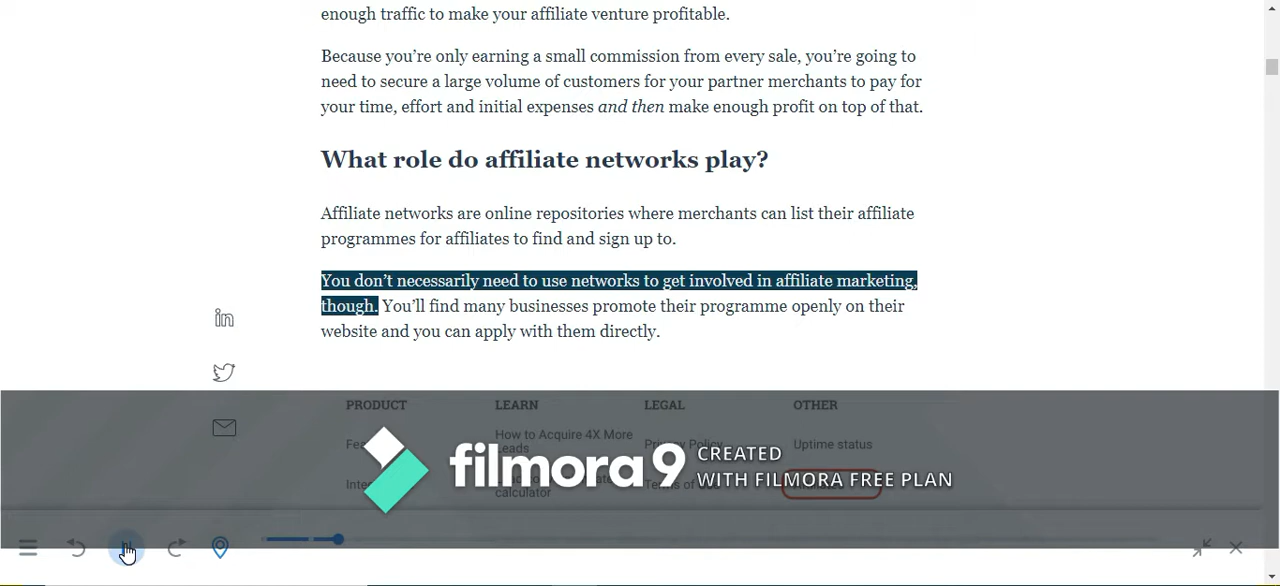 enough traffic to make your affiliate venture profitable.
Because you’re only earning a small commission from every sale, you’re going to
need to secure a large volume of customers for your partner merchants to pay for
your time, effort and initial expenses and then make enough profit on top of that.
What role do affiliate networks play?
Affiliate networks are online repositories where merchants can list their affiliate
programmes for affiliates to find and sign up to.
You don’t necessarily need to use networks to get involved in affiliate marketing,
though. You’ll find many businesses promote their programme openly on their
website and you can apply with them directly.
PRODUCT LEARN LEGAL OTHER
How to Acquire 4X More
Leads
Privacy Policy Uptime status
calculator
Terms of
filmora9 CREATED
WITH FILMORA FREE PLAN